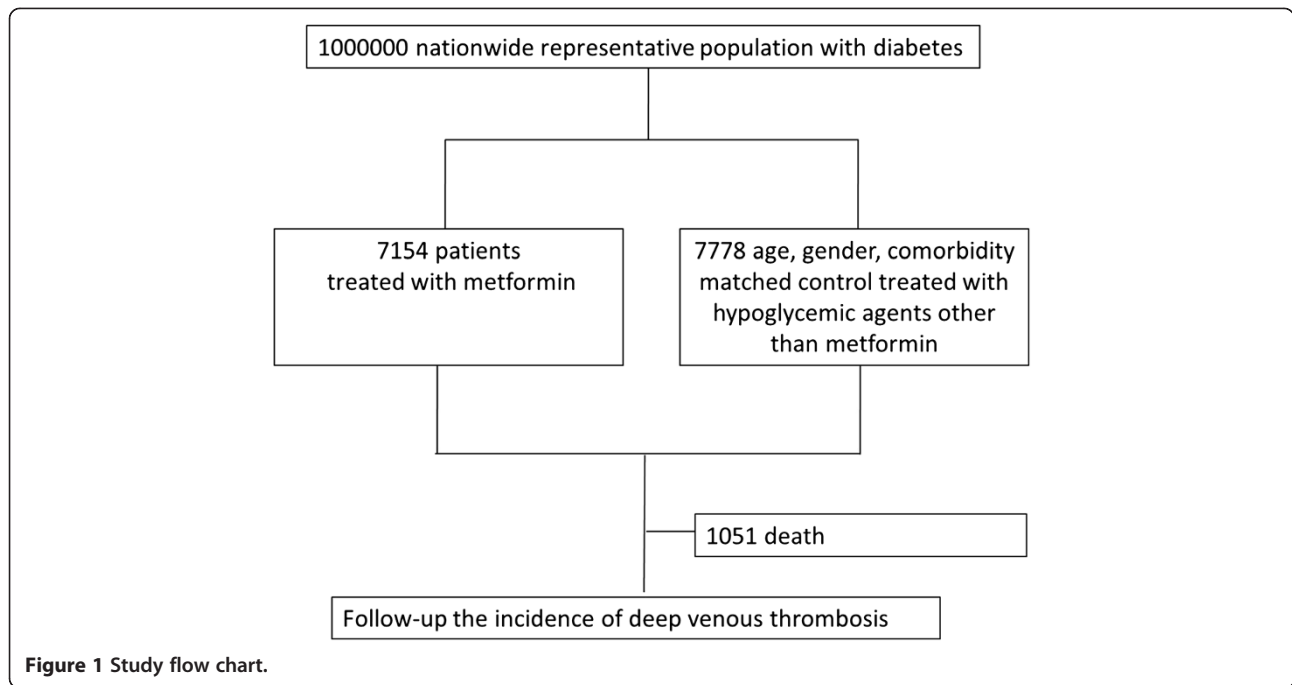 1000000 nationwide representative population with diabetes
7154 patients
treated with metformin
7778 age, gender, comorbidity
matched control treated with
hypoglycemic agents other
than metformin
1051 death
Follow-up the incidence of deep venous thrombosis
Figure 1 Study flow chart.